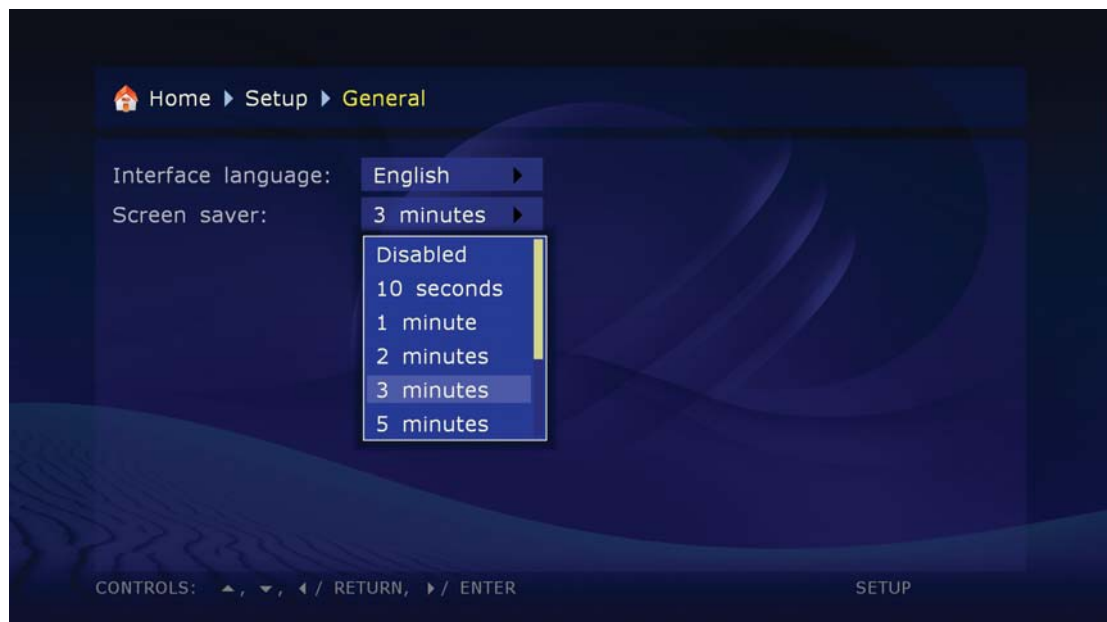 Home ▶ Setup ▶ General
Interface language: English ▶
Screen saver: 3 minutes ▶
Disabled
10 seconds
1 minute
2 minutes
3 minutes
5 minutes
CONTROLS: ▲, ▼, ◀/ RETURN, ▶/ ENTER SETUP